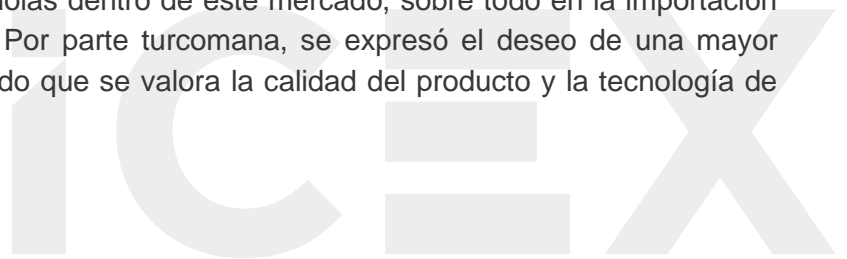 dentro de este mercado, sobre todo en la importación
Por parte turcomana, se expresó el deseo de una mayor
que se valora la calidad del producto y la tecnología de
iCEX